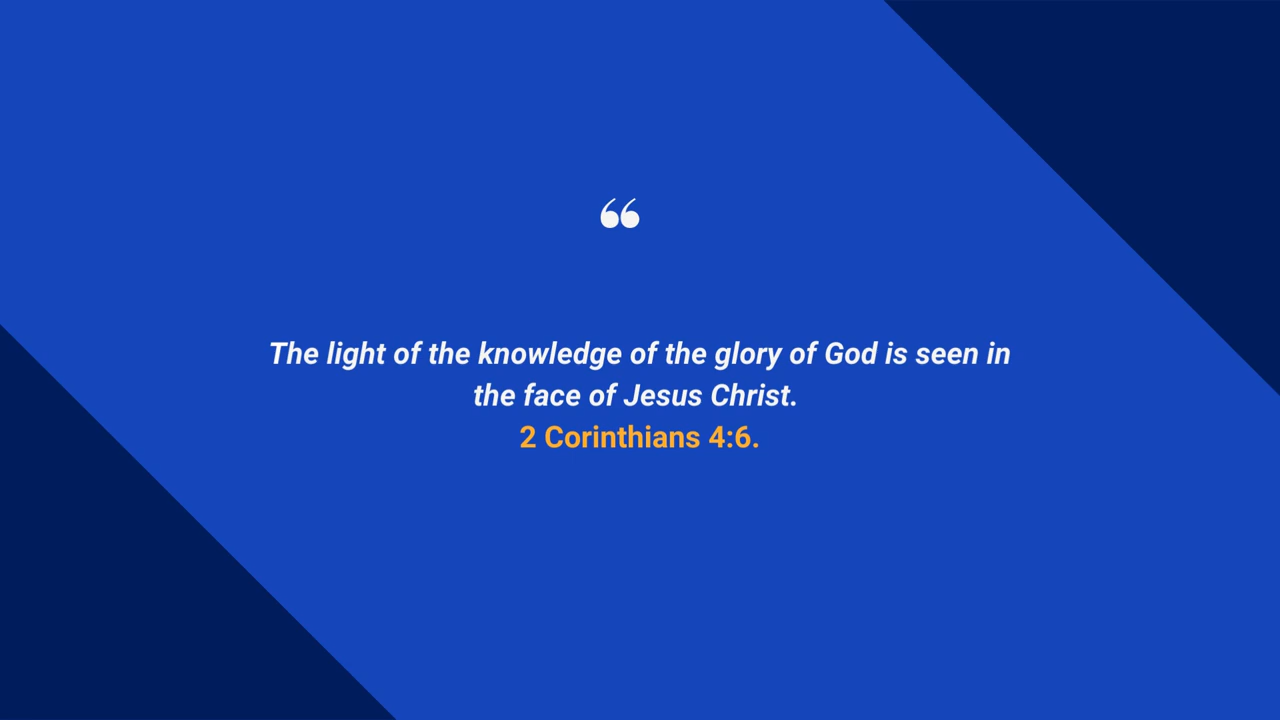 ❝
The light of the knowledge of the glory of God is seen in
the face of Jesus Christ.
2 Corinthians 4:6.